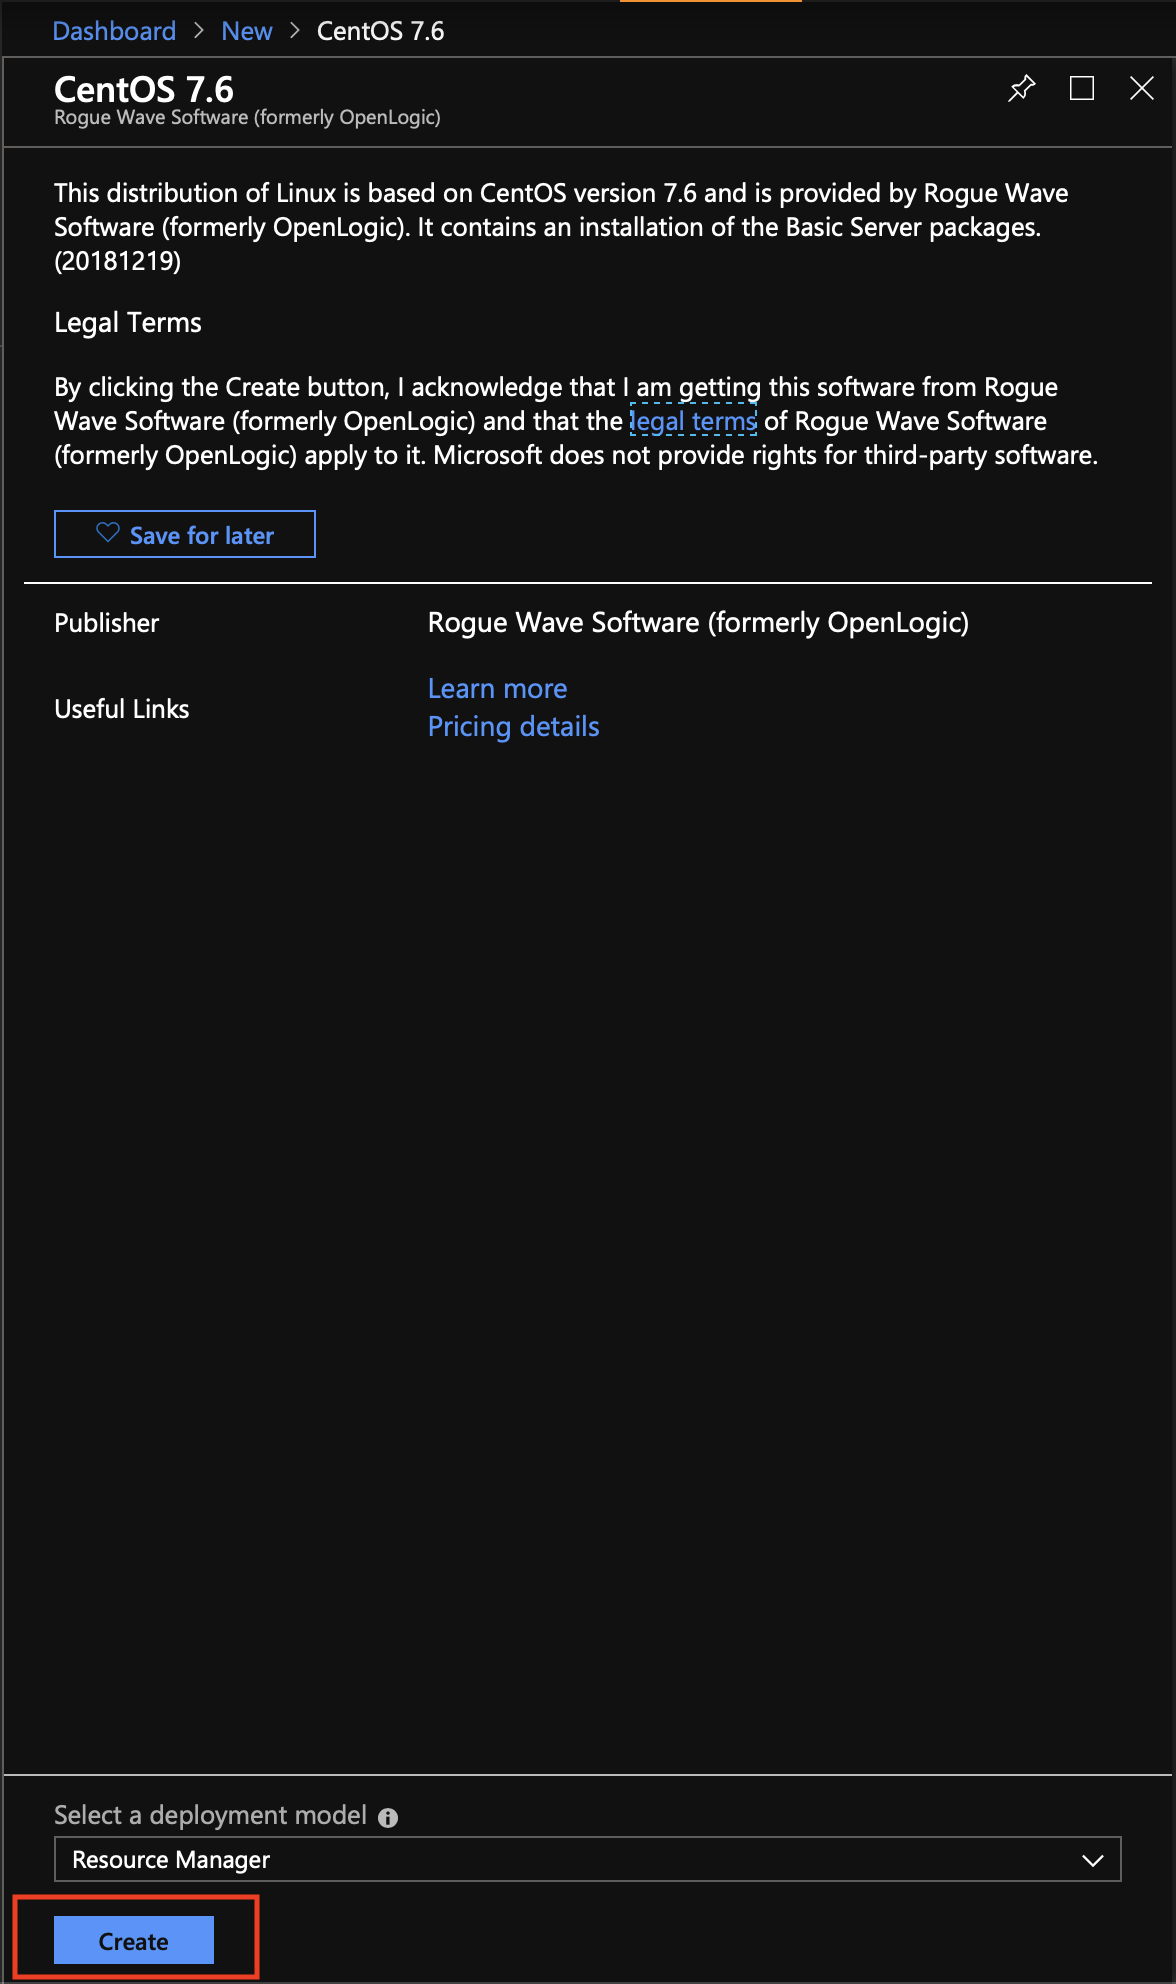 Dashboard > New > CentOS 7.6
CentOS 7.6
Rogue Wave Software (formerly OpenLogic)
This distribution of Linux is based on CentOS version 7.6 and is provided by Rogue Wave
Software (formerly OpenLogic). It contains an installation of the Basic Server packages.
(20181219)
Legal Terms
By clicking the Create button, I acknowledge that I am getting this software from Rogue
Wave Software (formerly OpenLogic) and that the legal terms of Rogue Wave Software
(formerly OpenLogic) apply to it. Microsoft does not provide rights for third-party software.
Save for later
Publisher Rogue Wave Software (formerly OpenLogic)
Useful Links
Learn more
Pricing details
Select a deployment model
Resource Manager
Create